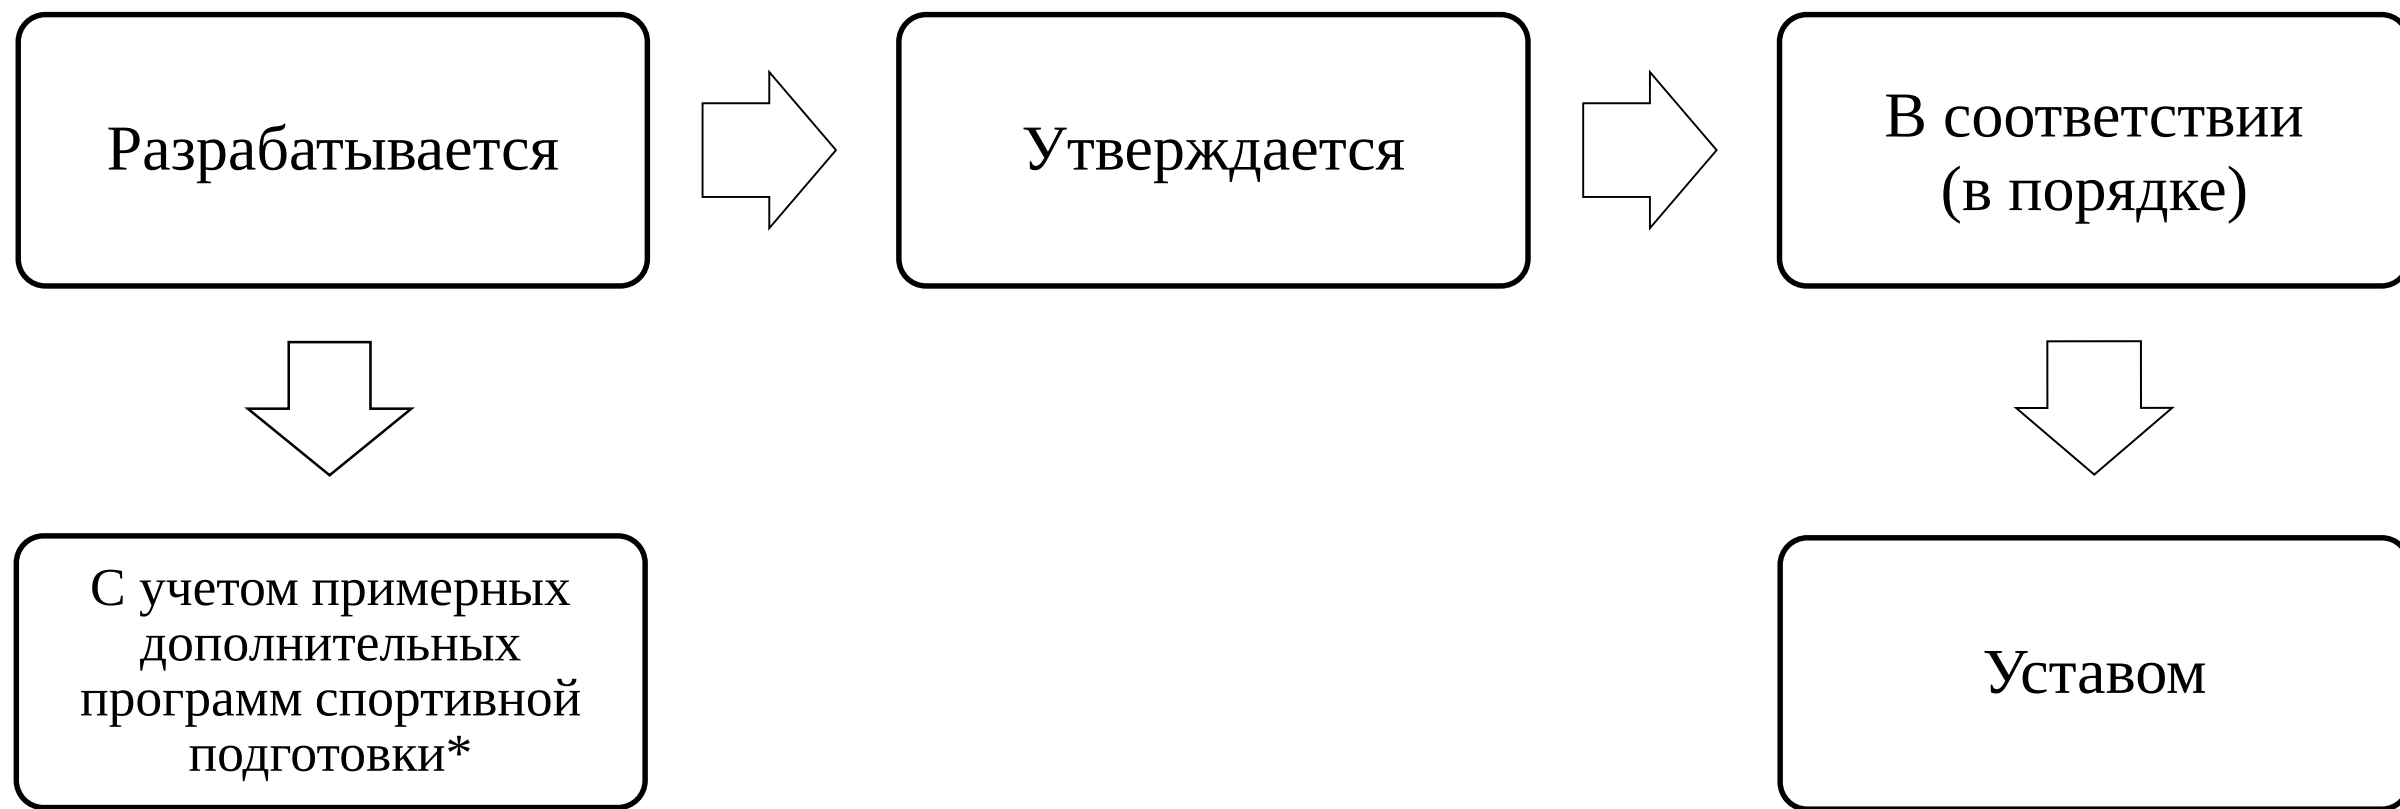 Разрабатывается
Утверждается
В соответствии
(в порядке)
С учетом примерных
дополнительных
программ спортивной
подготовки*
Уставом